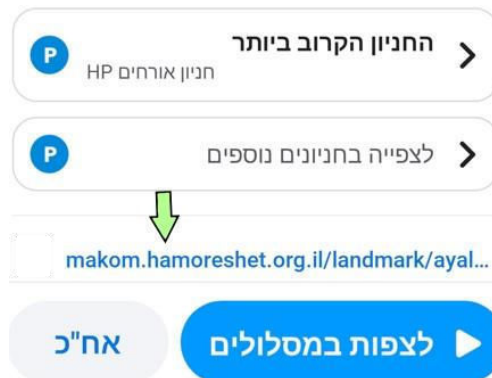 החניון הקרוב ביותר
P
חניון אורחים HP
לצפייה בחניונים נוספים
P
makom.hamoreshet.org.il/landmark/ayal...
לצפות במסלולים
אח"כ